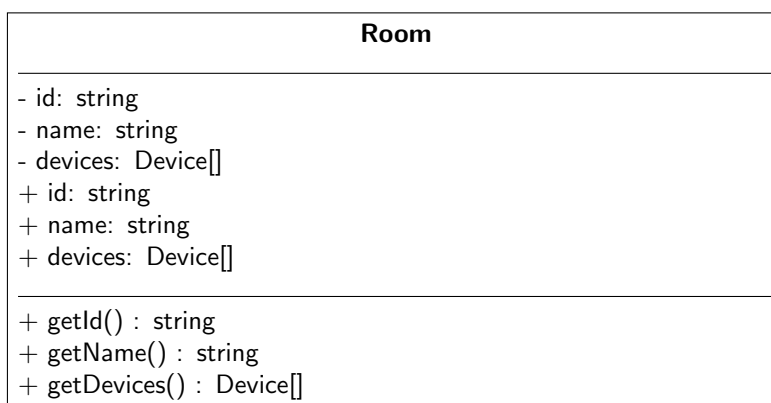 Room
- id: string
- name: string
- devices: Device[]
+ id: string
+ name: string
+ devices: Device[]
+ getId() : string
+ getName() : string
+ getDevices() : Device[]